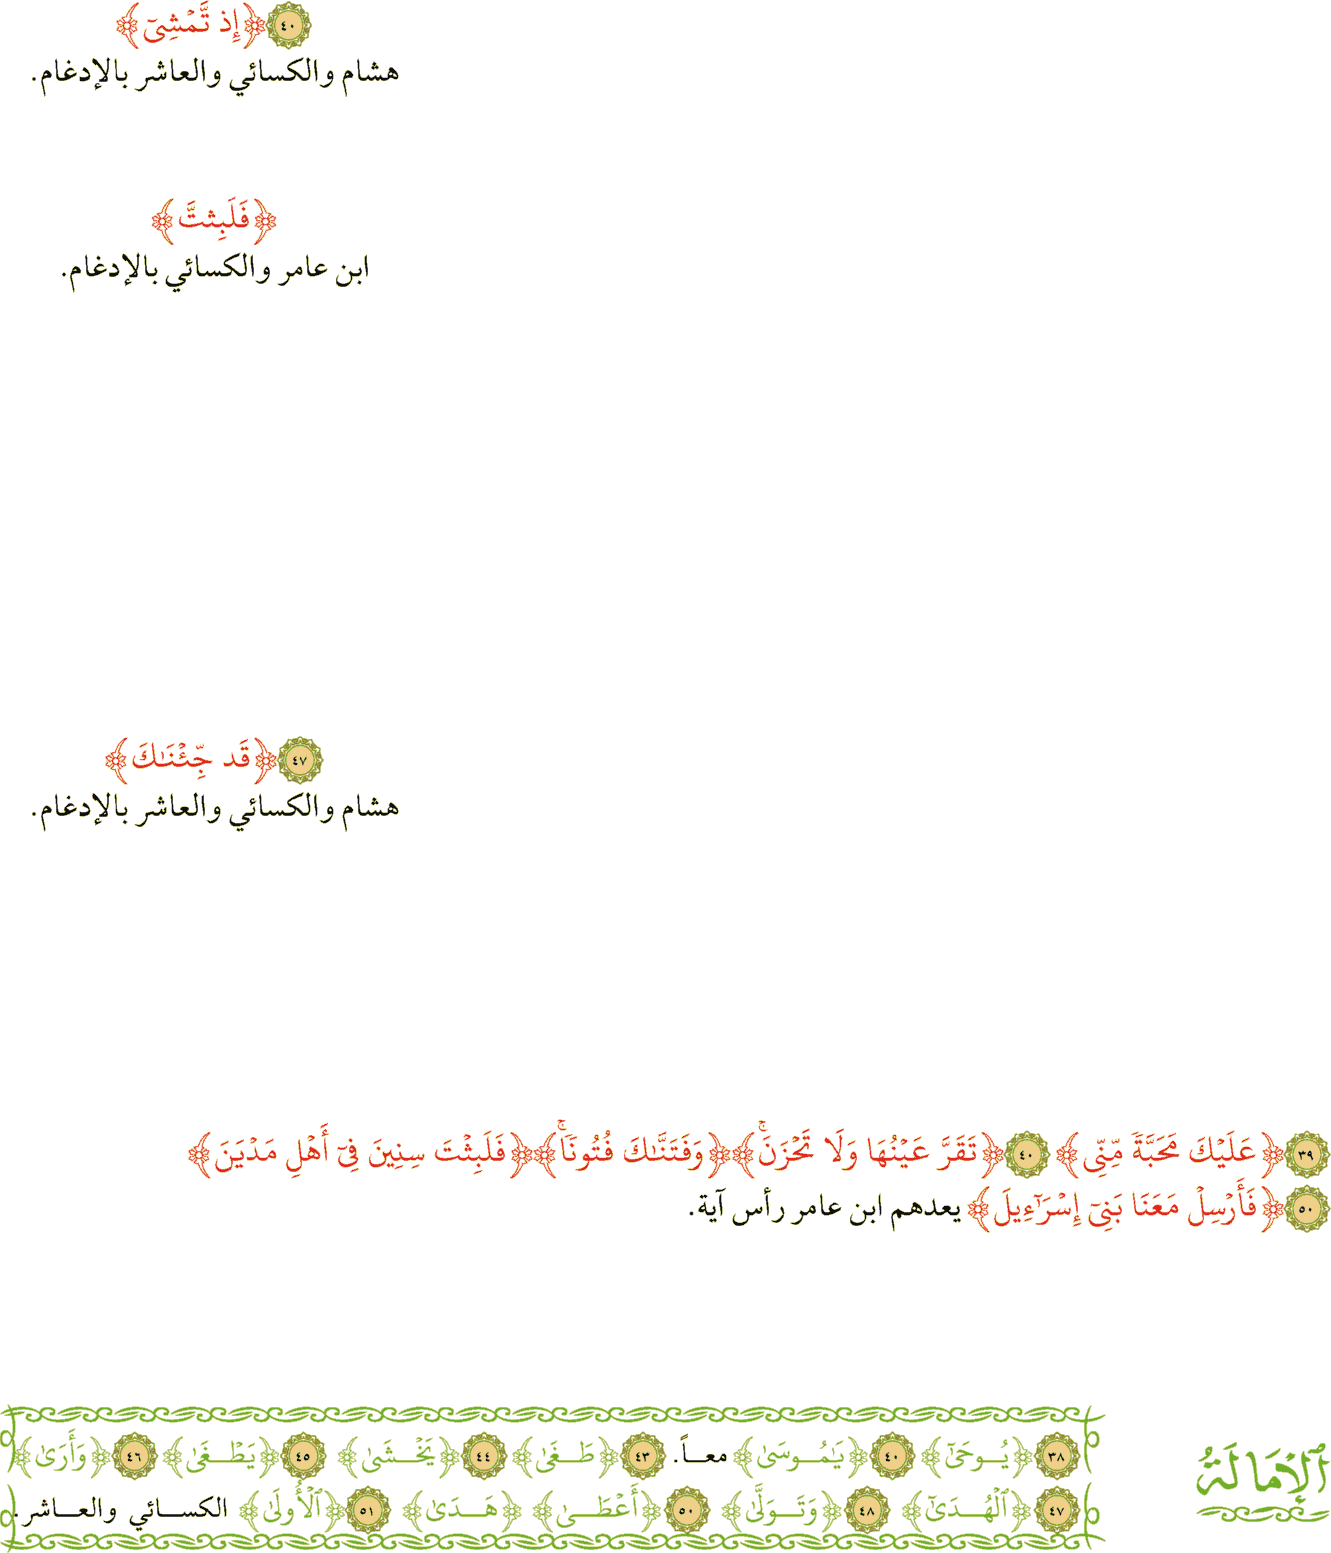 ٤٠ ﴿إِذ تَّمْشِىٓ﴾
هشام والكسائي والعاشر بالإدغام.
﴿فَلَبِثتَّ﴾
ابن عامر والكسائي بالإدغام.
٤٧ ﴿قَد جِّئْنَٰكَ﴾
هشام والكسائي والعاشر بالإدغام.
٣٩ ﴿عَلَيْكَ مَحَبَّةً مِّنِّى﴾ ٤٠ ﴿تَقَرَّ عَيْنُهَا وَلَا تَحْزَنَۚ﴾ ﴿وَفَتَنَّٰكَ فُتُونًاۚ﴾ ﴿فَلَبِثْتَ سِنِينَ فِىٓ أَهْلِ مَدْيَنَ﴾
٥٠ ﴿فَأَرْسِلْ مَعَنَا بَنِىٓ إِسْرَٰٓءِيلَ﴾ يعدهم ابن عامر رأس آية.
الإمالة
٣٨ ﴿يُوحَىٰٓ﴾ ٤٠ ﴿يَٰمُوسَىٰ﴾ معاً. ٤٣ ﴿طَغَىٰ﴾ ٤٤ ﴿يَخْشَىٰ﴾ ٤٥ ﴿يَطْغَىٰ﴾ ٤٦ ﴿وَأَرَىٰ﴾
٤٧ ﴿ٱلْهُدَىٰٓ﴾ ٤٨ ﴿وَتَوَلَّىٰ﴾ ٥٠ ﴿أَعْطَىٰ﴾ ﴿هَدَىٰ﴾ ٥١ ﴿ٱلْأُولَىٰ﴾ الكسائي والعاشر.